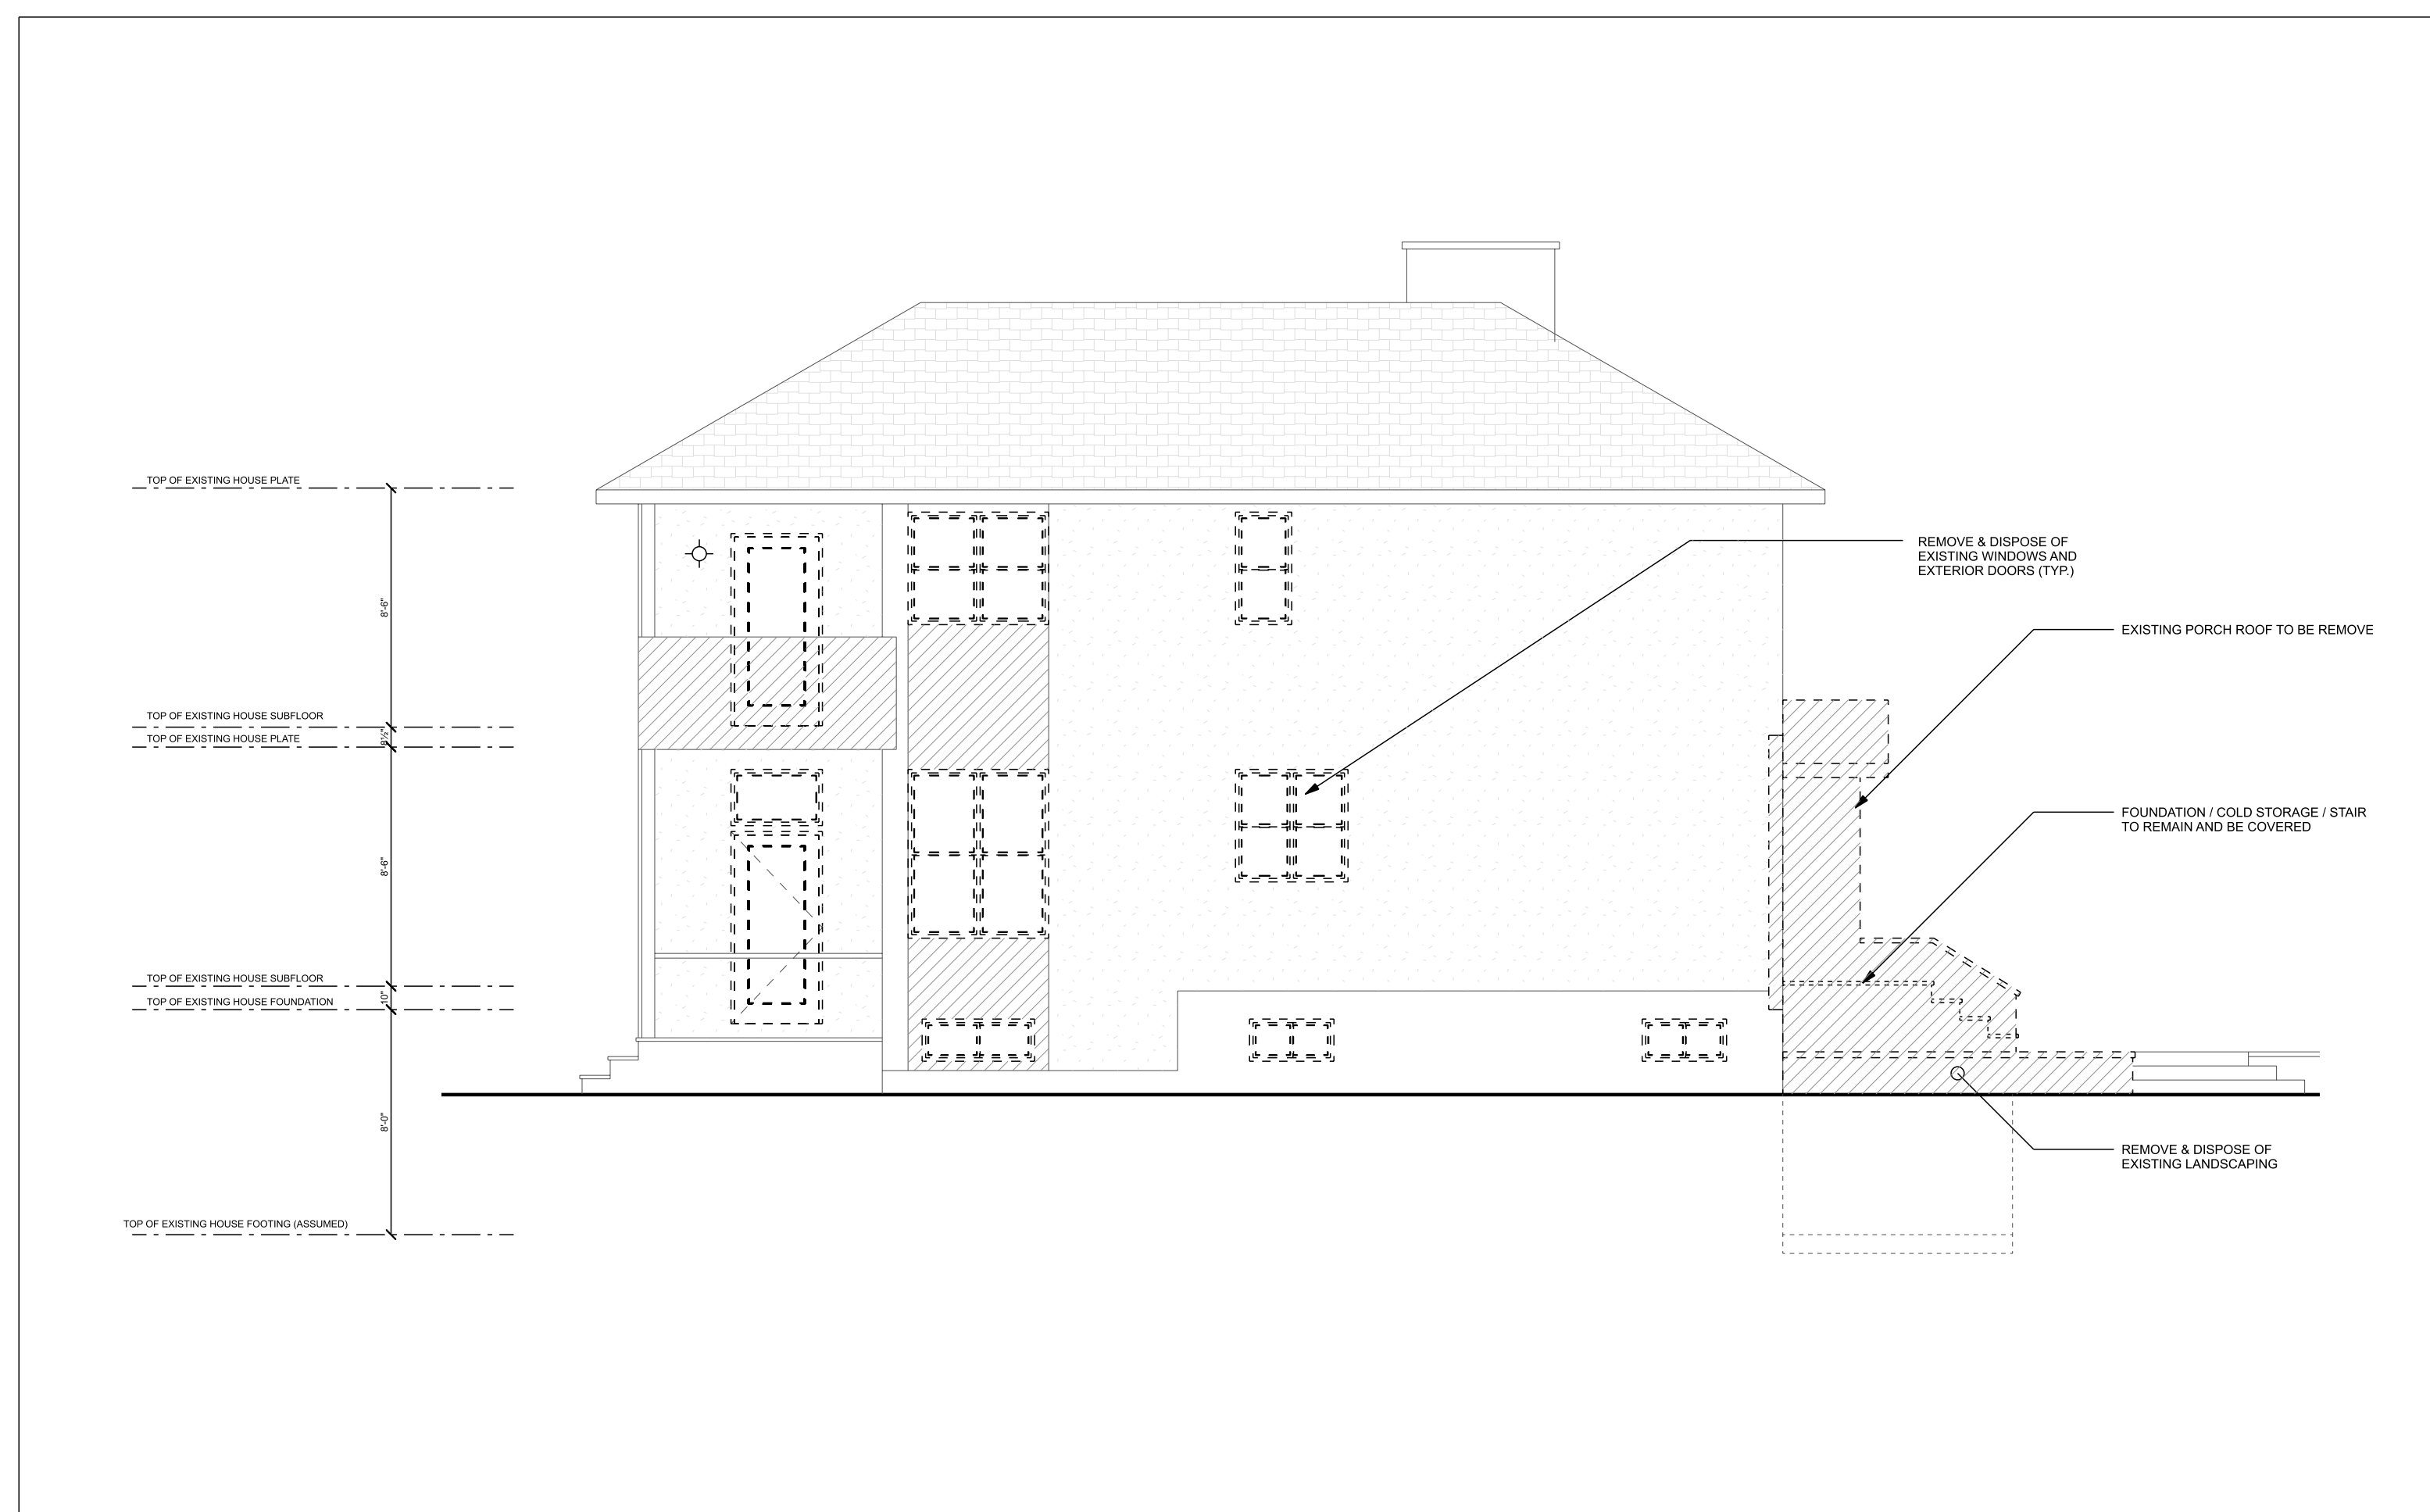 TOP OF EXISTING HOUSE PLATE
8'-6"
TOP OF EXISTING HOUSE SUBFLOOR
8½"
TOP OF EXISTING HOUSE PLATE
8'-6"
TOP OF EXISTING HOUSE SUBFLOOR
10"
TOP OF EXISTING HOUSE FOUNDATION
8'-0"
TOP OF EXISTING HOUSE FOOTING (ASSUMED)
REMOVE & DISPOSE OF
EXISTING WINDOWS AND
EXTERIOR DOORS (TYP.)
EXISTING PORCH ROOF TO BE REMOVE
FOUNDATION / COLD STORAGE / STAIR
TO REMAIN AND BE COVERED
REMOVE & DISPOSE OF
EXISTING LANDSCAPING